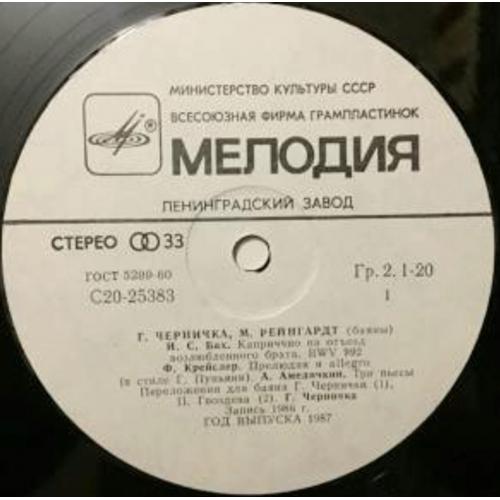 МИНИСТЕРСТВО КУЛЬТУРЫ СССР
ВСЕСОЮЗНАЯ ФИРМА ГРАМПЛАСТИНОК
МЕЛОДИЯ
ЛЕНИНГРАДСКИЙ ЗАВОД
СТЕРЕО 33
ГОСТ 5289-80 Гр. 2. 1-20
С20-25383 1
Г. ЧЕРНИЧКА, М. РЕЙНГАРДТ (баяны)
И. С. Бах. Каприччио на отъезд
возлюбленного брата, BWV 992
Ф. Крейслер. Прелюдия и allegro
(в стиле Г. Пуньяни) А. Амелячкин. Три пьесы
Переложения для баяна Г. Чернички (1),
П. Гвоздева (2). Г. Черничка
Запись 1986 г.
ГОД ВЫПУСКА 1987